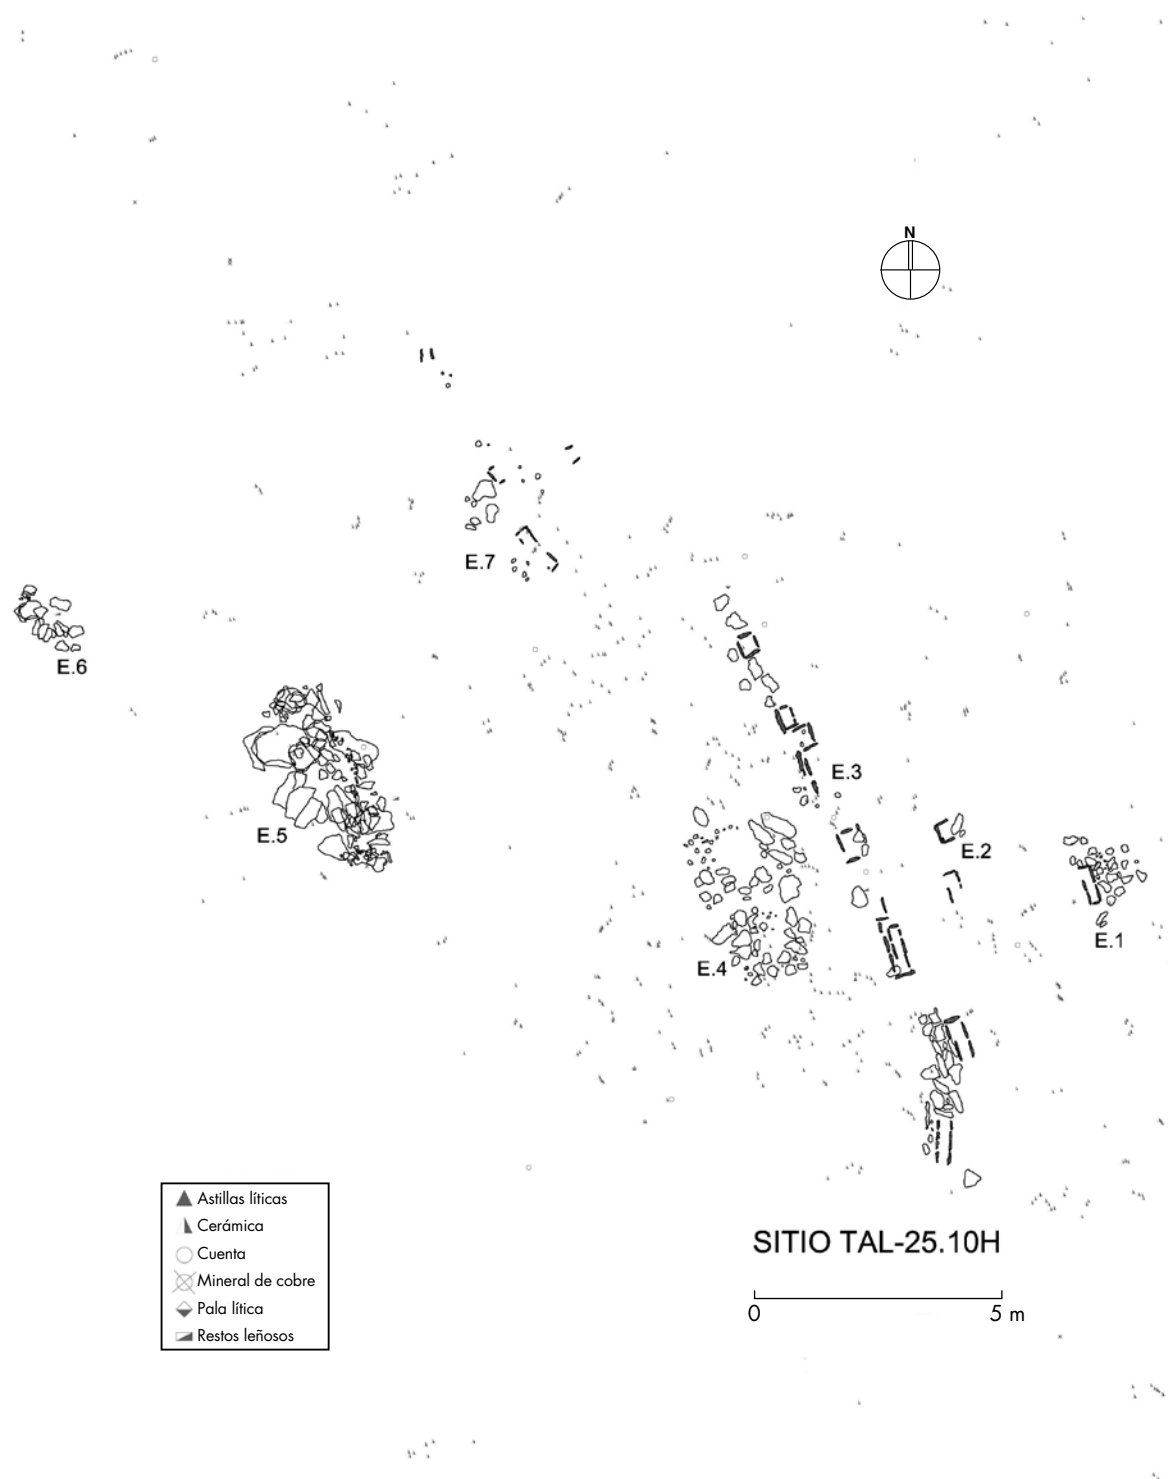 N
E.7
E.6
E.3
E.5
E.2
E.1
E.4
Astillas líticas
Cerámica
Cuenta
Mineral de cobre
Pala lítica
Restos leñosos
SITIO TAL-25.10H
0 5 m